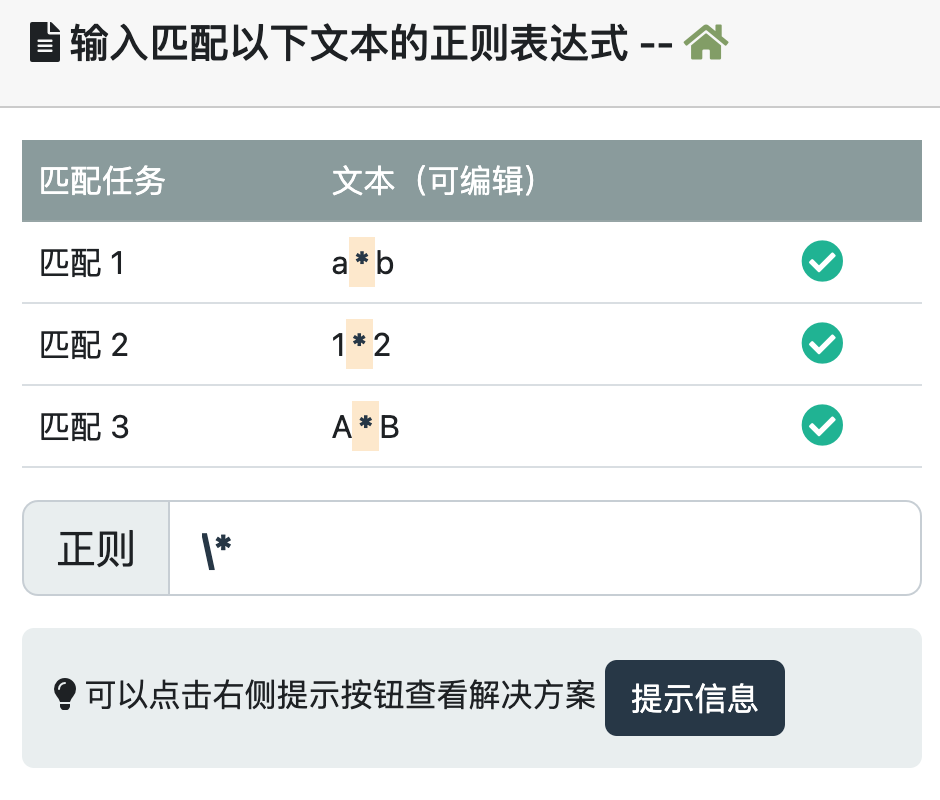 输入匹配以下文本的正则表达式 --
匹配任务 文本（可编辑）
匹配 1 a*b
匹配 2 1*2
匹配 3 A*B
正则 \*
可以点击右侧提示按钮查看解决方案 提示信息